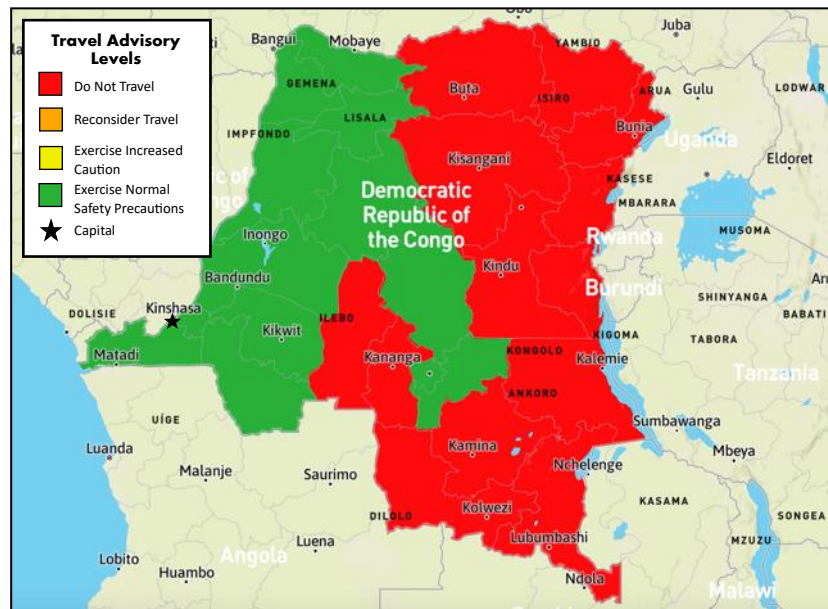 Travel Advisory
Levels
Do Not Travel
Reconsider Travel
Exercise Increased
Caution
Exercise Normal
Safety Precautions
Capital
Bangui
Mobaye
YAMBIO
Juba
GEMENA
Buta
ISIRO
ARUA
Gulu
LODWAR
LISALA
IMPFONDO
Bunia
Uganda
Kisangani
Eldoret
KASESE
Democratic
Republic of
the Congo
MBARARA
Inongo
Rwanda
MUSOMA
Bandundu
Kindu
Burundi
SHINYANGA
Kinshasa
DOLISIE
BABATI
ILEBO
Kikwit
KIGOMA
TABORA
Matadi
Kananga
KONGOLO
Kalemie
Tanzania
ANKORO
UÍGE
Sumbawanga
Luanda
Kamina
Mbeya
Malanje
Saurimo
Nchelenge
KASAMA
Kolwezi
DILOLO
SONGEA
Luena
Lubumbashi
MZUZU
Angola
Lobito
Huambo
Ndola
Malawi